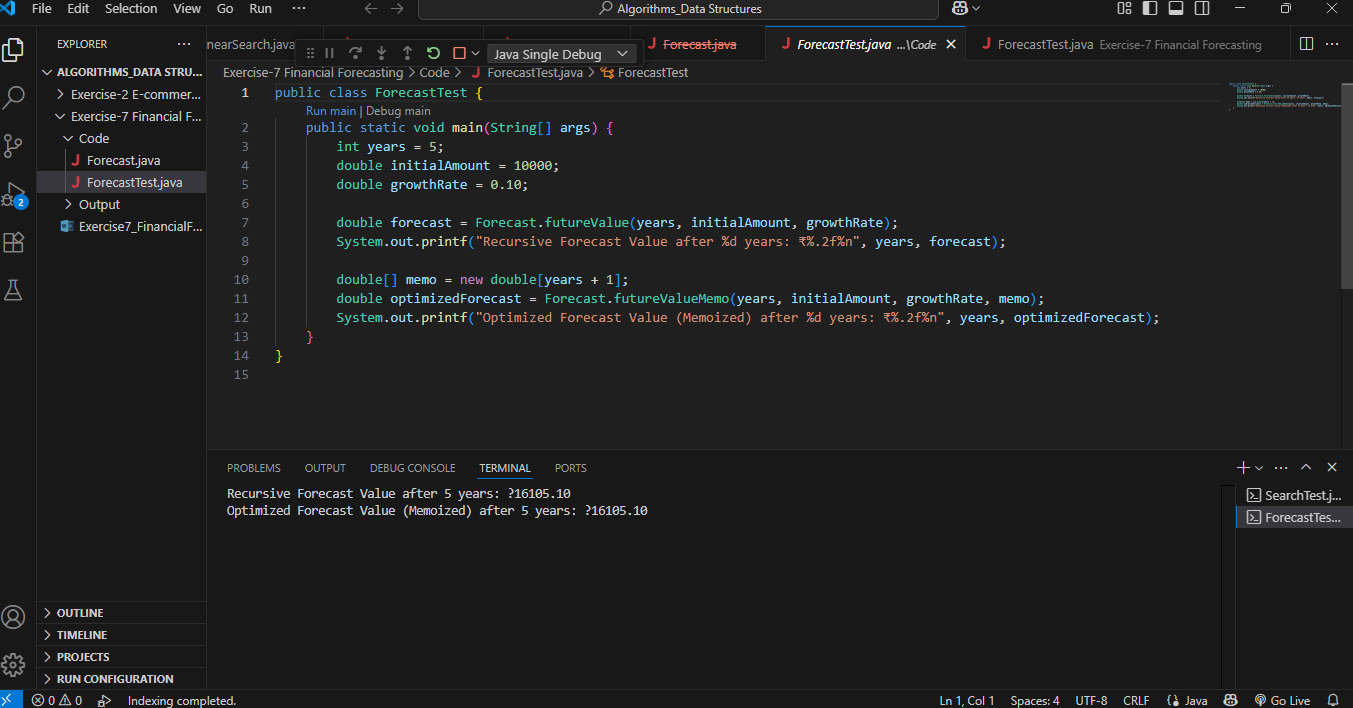 File Edit Selection View Go Run ··· Algorithms_Data Structures
EXPLORER ···
nearSearch.java Java Single Debug Forecast.java ForecastTest.java ...\Code ForecastTest.java Exercise-7 Financial Forecasting ···
ALGORITHMS_DATA STRU...
Exercise-2 E-commer...
Exercise-7 Financial F...
Code
Forecast.java
ForecastTest.java
Output
Exercise7_FinancialF...
2
Exercise-7 Financial Forecasting > Code > ForecastTest.java > ForecastTest
1 public class ForecastTest {
Run main | Debug main
2 public static void main(String[] args) {
3 int years = 5;
4 double initialAmount = 10000;
5 double growthRate = 0.10;
6
7 double forecast = Forecast.futureValue(years, initialAmount, growthRate);
8 System.out.printf("Recursive Forecast Value after %d years: ₹%.2f%n", years, forecast);
9
10 double[] memo = new double[years + 1];
11 double optimizedForecast = Forecast.futureValueMemo(years, initialAmount, growthRate, memo);
12 System.out.printf("Optimized Forecast Value (Memoized) after %d years: ₹%.2f%n", years, optimizedForecast);
13 }
14 }
15
PROBLEMS OUTPUT DEBUG CONSOLE TERMINAL PORTS
Recursive Forecast Value after 5 years: ?16105.10
Optimized Forecast Value (Memoized) after 5 years: ?16105.10
SearchTest.j...
ForecastTes...
OUTLINE
TIMELINE
PROJECTS
RUN CONFIGURATION
0 0 Indexing completed. Ln 1, Col 1 Spaces: 4 UTF-8 CRLF Java Go Live